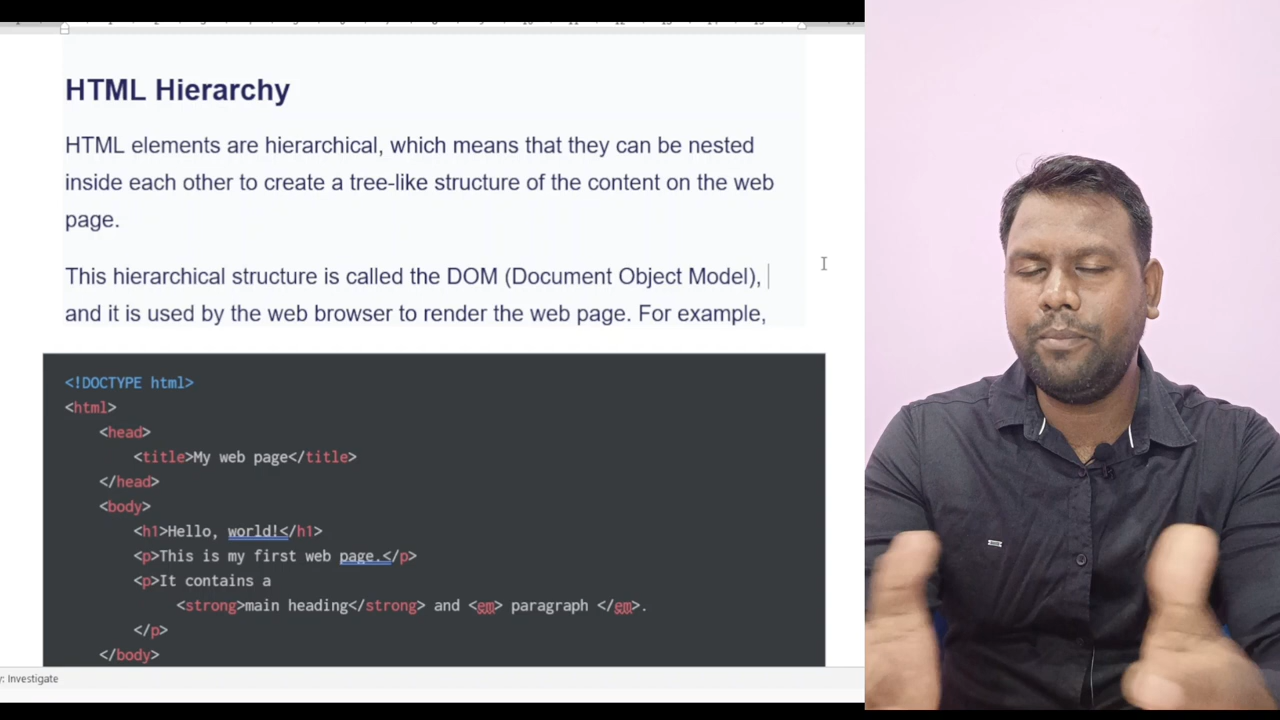 HTML Hierarchy
HTML elements are hierarchical, which means that they can be nested
inside each other to create a tree-like structure of the content on the web
page.
This hierarchical structure is called the DOM (Document Object Model),
and it is used by the web browser to render the web page. For example,
<!DOCTYPE html>
<html>
<head>
<title>My web page</title>
</head>
<body>
<h1>Hello, world!</h1>
<p>This is my first web page.</p>
<p>It contains a
<strong>main heading</strong> and <em> paragraph </em>.
</p>
</body>
: Investigate